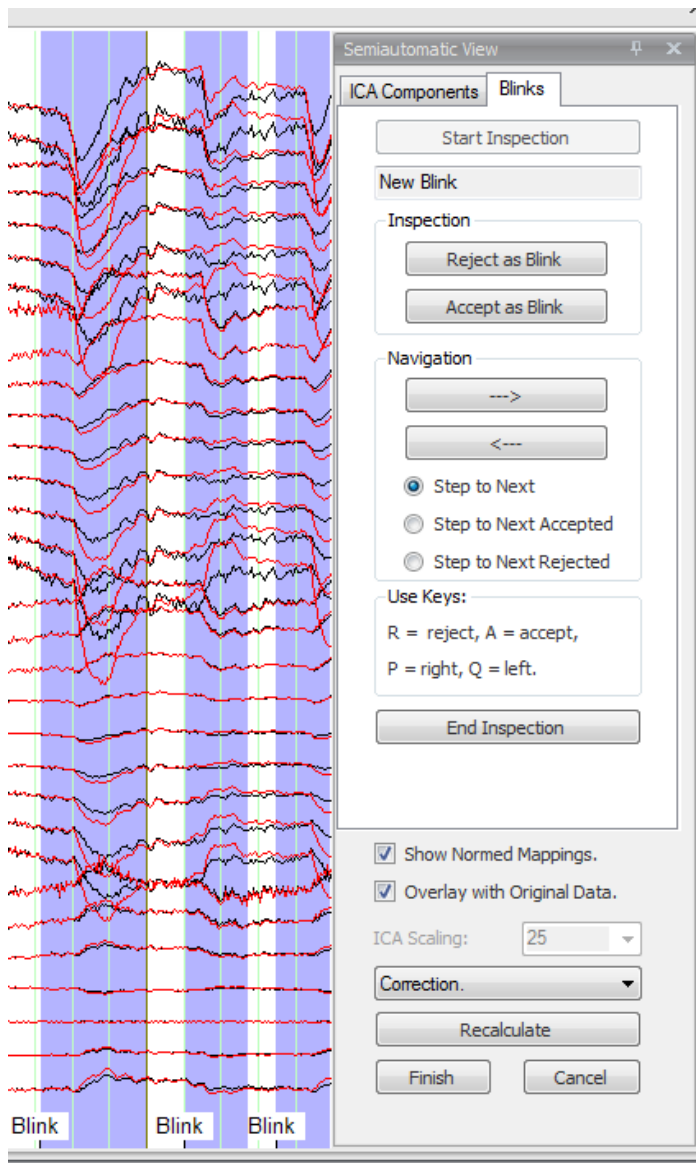 Semiautomatic View
ICA Components
Blinks
Start Inspection
New Blink
Inspection
Reject as Blink
Accept as Blink
Navigation
--->
<---
Step to Next
Step to Next Accepted
Step to Next Rejected
Use Keys:
R = reject, A = accept,
P = right, Q = left.
End Inspection
Show Normed Mappings.
Overlay with Original Data.
ICA Scaling: 25
Correction.
Recalculate
Finish Cancel
Blink Blink Blink